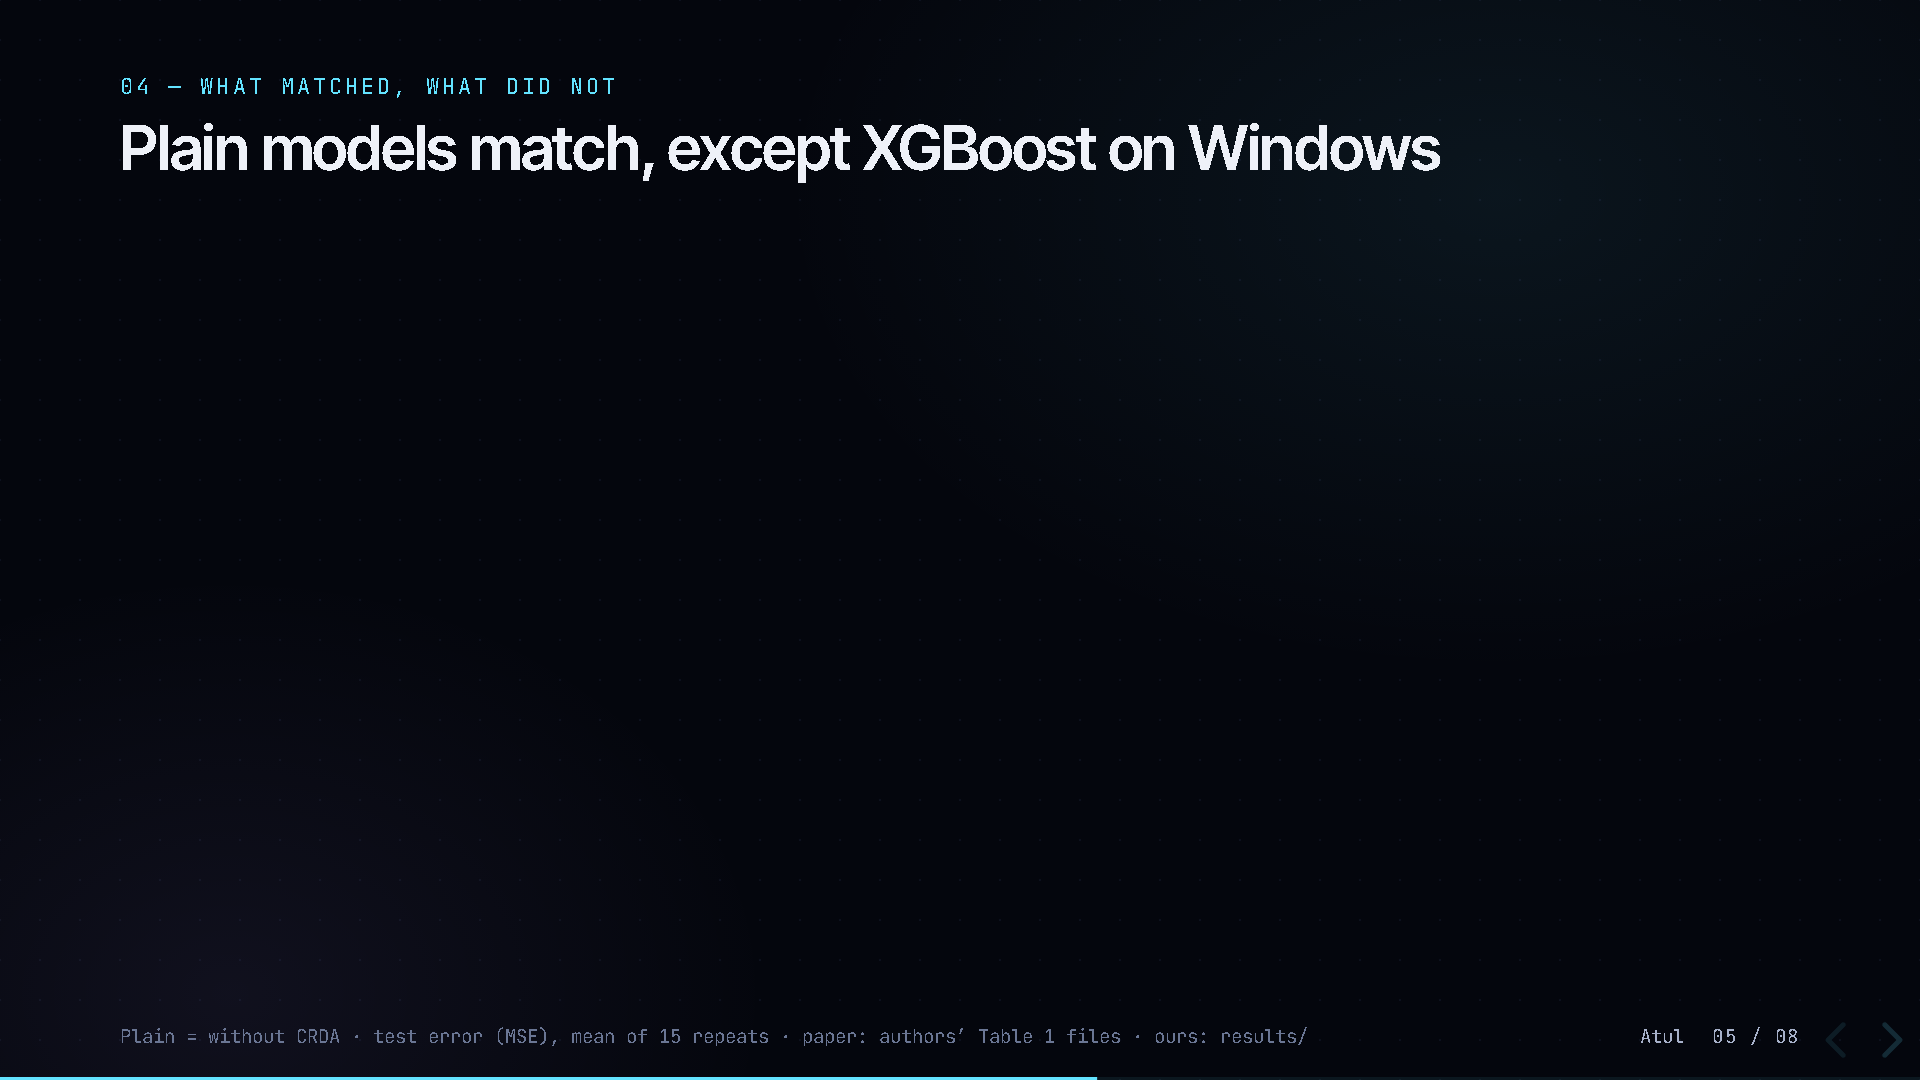 04 — WHAT MATCHED, WHAT DID NOT
Plain models match, except XGBoost on Windows
Plain = without CRDA · test error (MSE), mean of 15 repeats · paper: authors’ Table 1 files · ours: results/
Atul 05 / 08